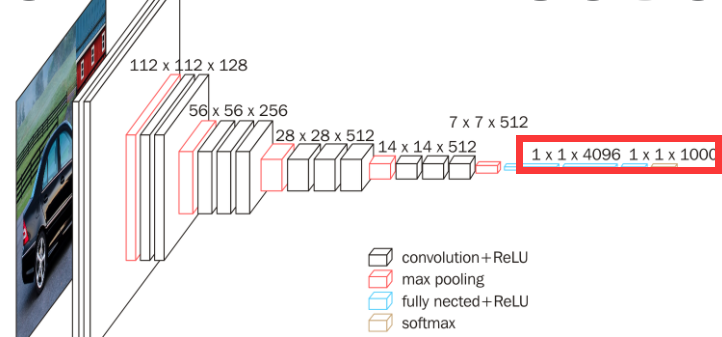 112 x 112 x 128
56 x 56 x 256
28 x 28 x 512
14 x 14 x 512
7 x 7 x 512
1 x 1 x 4096 1 x 1 x 1000
convolution+ReLU
max pooling
fully nected+ReLU
softmax